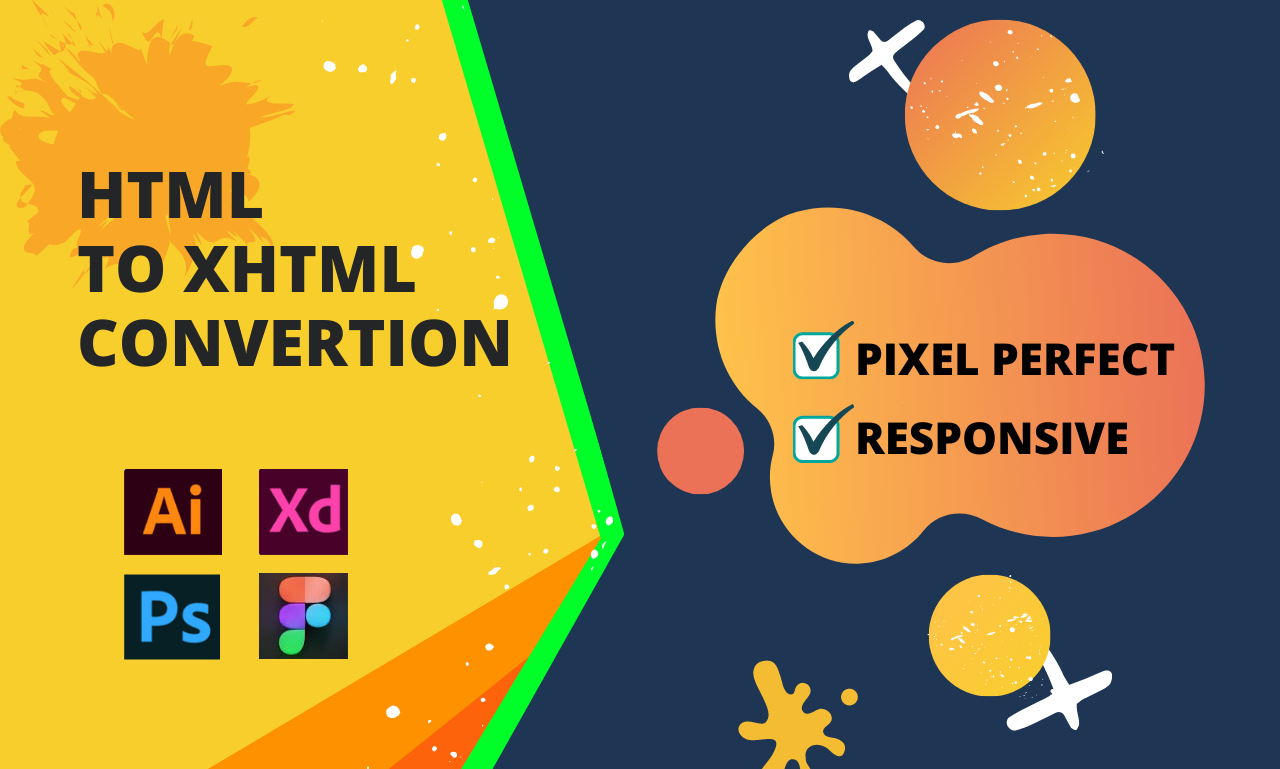 HTML
TO XHTML
CONVERTION
Ai
Xd
Ps
PIXEL PERFECT
RESPONSIVE